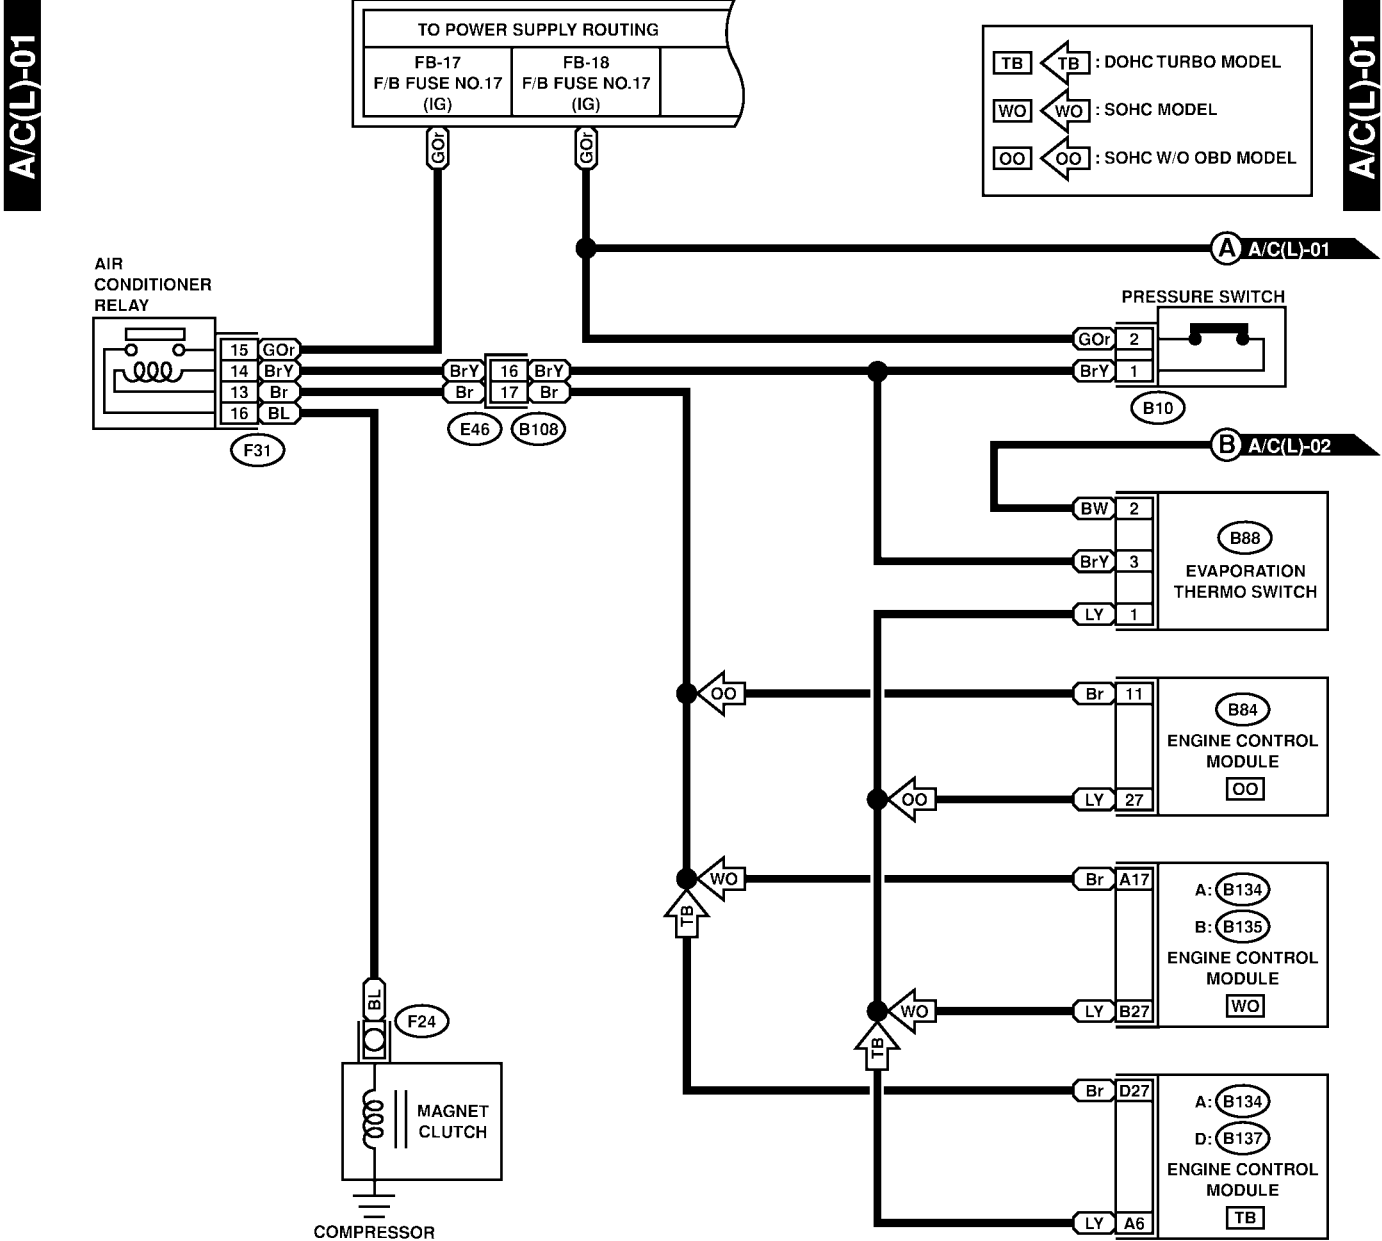 A/C(L)-01
TO POWER SUPPLY ROUTING
FB-17
F/B FUSE NO.17
(IG)
FB-18
F/B FUSE NO.17
(IG)
GOr
GOr
TB TB : DOHC TURBO MODEL
WO WO : SOHC MODEL
OO OO : SOHC W/O OBD MODEL
A/C(L)-01
A A/C(L)-01
AIR
CONDITIONER
RELAY
15 GOr
14 BrY
13 Br
16 BL
F31
BrY 16 BrY
Br 17 Br
E46 B108
PRESSURE SWITCH
GOr 2
BrY 1
B10
B A/C(L)-02
BW 2
BrY 3
LY 1
B88
EVAPORATION
THERMO SWITCH
OO
Br 11
OO
LY 27
B84
ENGINE CONTROL
MODULE
OO
WO
TB
Br A17
WO
TB
LY B27
A: B134
B: B135
ENGINE CONTROL
MODULE
WO
Br D27
LY A6
A: B134
D: B137
ENGINE CONTROL
MODULE
TB
BL
F24
MAGNET
CLUTCH
COMPRESSOR